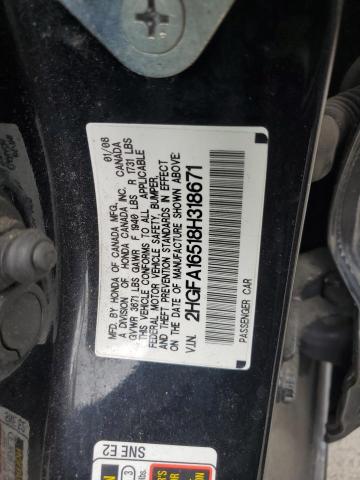 MFD. BY HONDA OF CANADA MFG. 01/08
A DIVISION OF HONDA CANADA INC. CANADA
GVWR 3671 LBS GAWR F 1940 LBS R 1731 LBS
THIS VEHICLE CONFORMS TO ALL APPLICABLE
FEDERAL MOTOR VEHICLE SAFETY, BUMPER,
AND THEFT PREVENTION STANDARDS IN EFFECT
ON THE DATE OF MANUFACTURE SHOWN ABOVE.
V.I.N. 2HGFA16518H318671
PASSENGER CAR
SNE E2